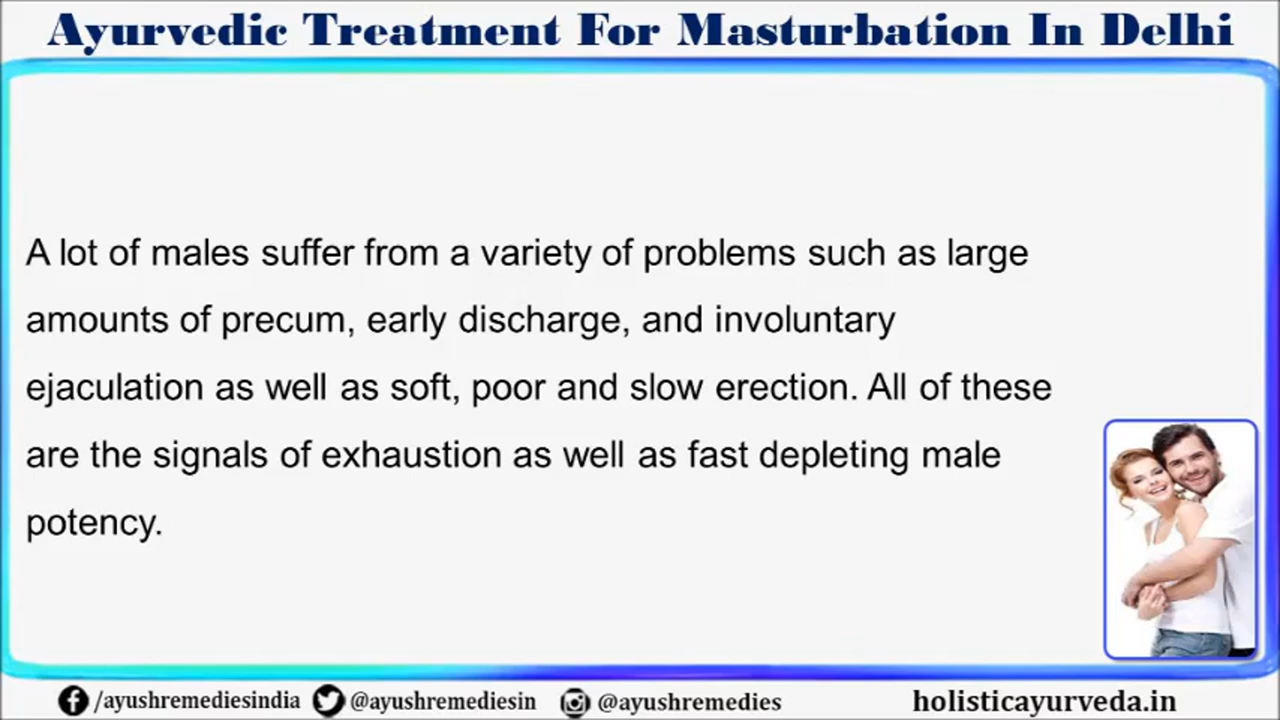 Ayurvedic Treatment For Masturbation In Delhi
A lot of males suffer from a variety of problems such as large
amounts of precum, early discharge, and involuntary
ejaculation as well as soft, poor and slow erection. All of these
are the signals of exhaustion as well as fast depleting male
potency.
/ayushremediesindia @ayushremediesin @ayushremedies holisticayurveda.in